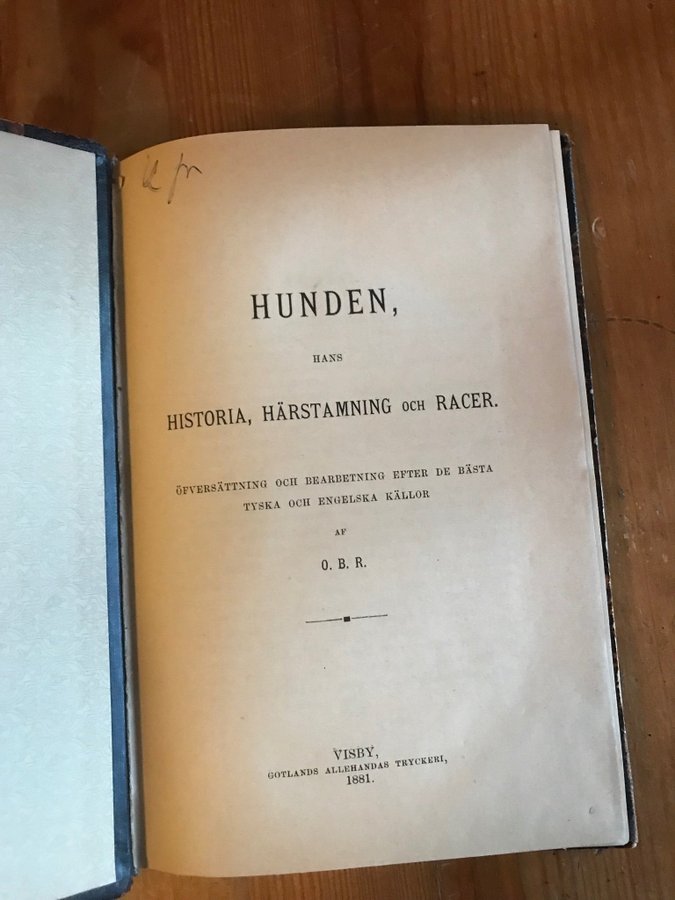 HUNDEN,
HANS
HISTORIA, HÄRSTAMNING OCH RACER.
ÖFVERSÄTTNING OCH BEARBETNING EFTER DE BÄSTA
TYSKA OCH ENGELSKA KÄLLOR
AF
O. B. R.
VISBY,
GOTLANDS ALLEHANDAS TRYCKERI,
1881.